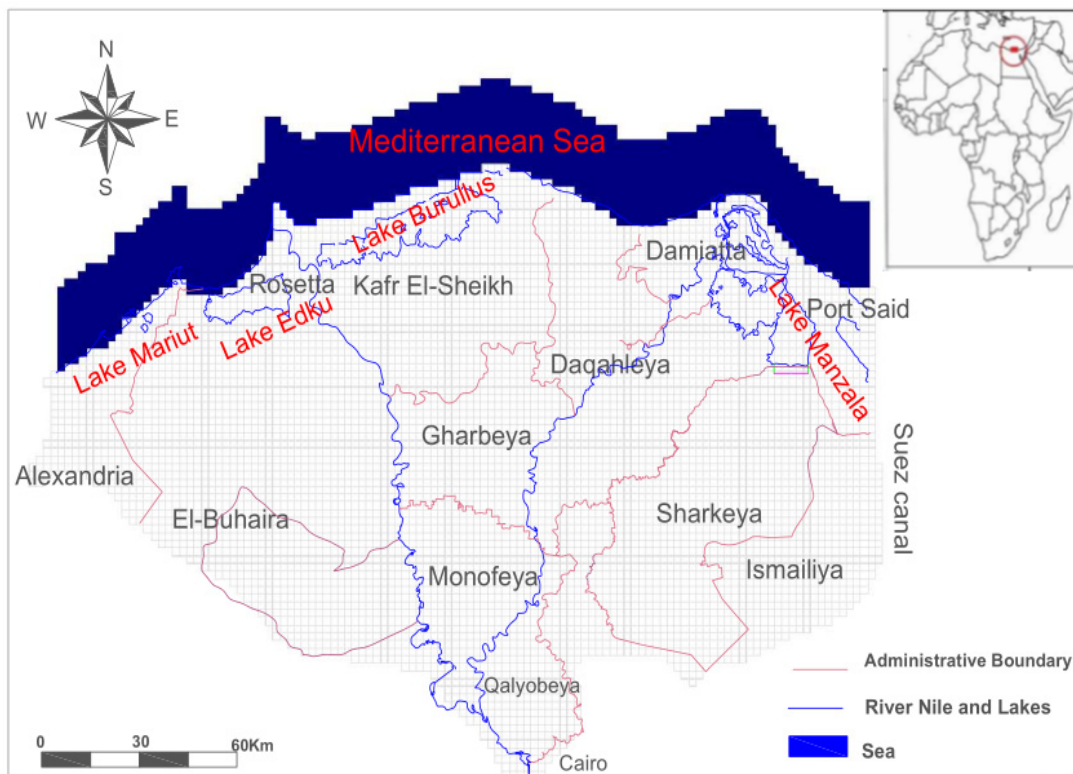 N
W
E
S
Mediterranean Sea
Lake Burullus
Damiatta
Rosetta
Kafr El-Sheikh
Port Said
Lake Mariut
Lake Edku
Lake Manzala
Daqahleya
Gharbeya
Suez canal
Alexandria
El-Buhaira
Sharkeya
Monofeya
Ismailiya
Qalyobeya
Cairo
Administrative Boundary
River Nile and Lakes
Sea
0 30 60Km